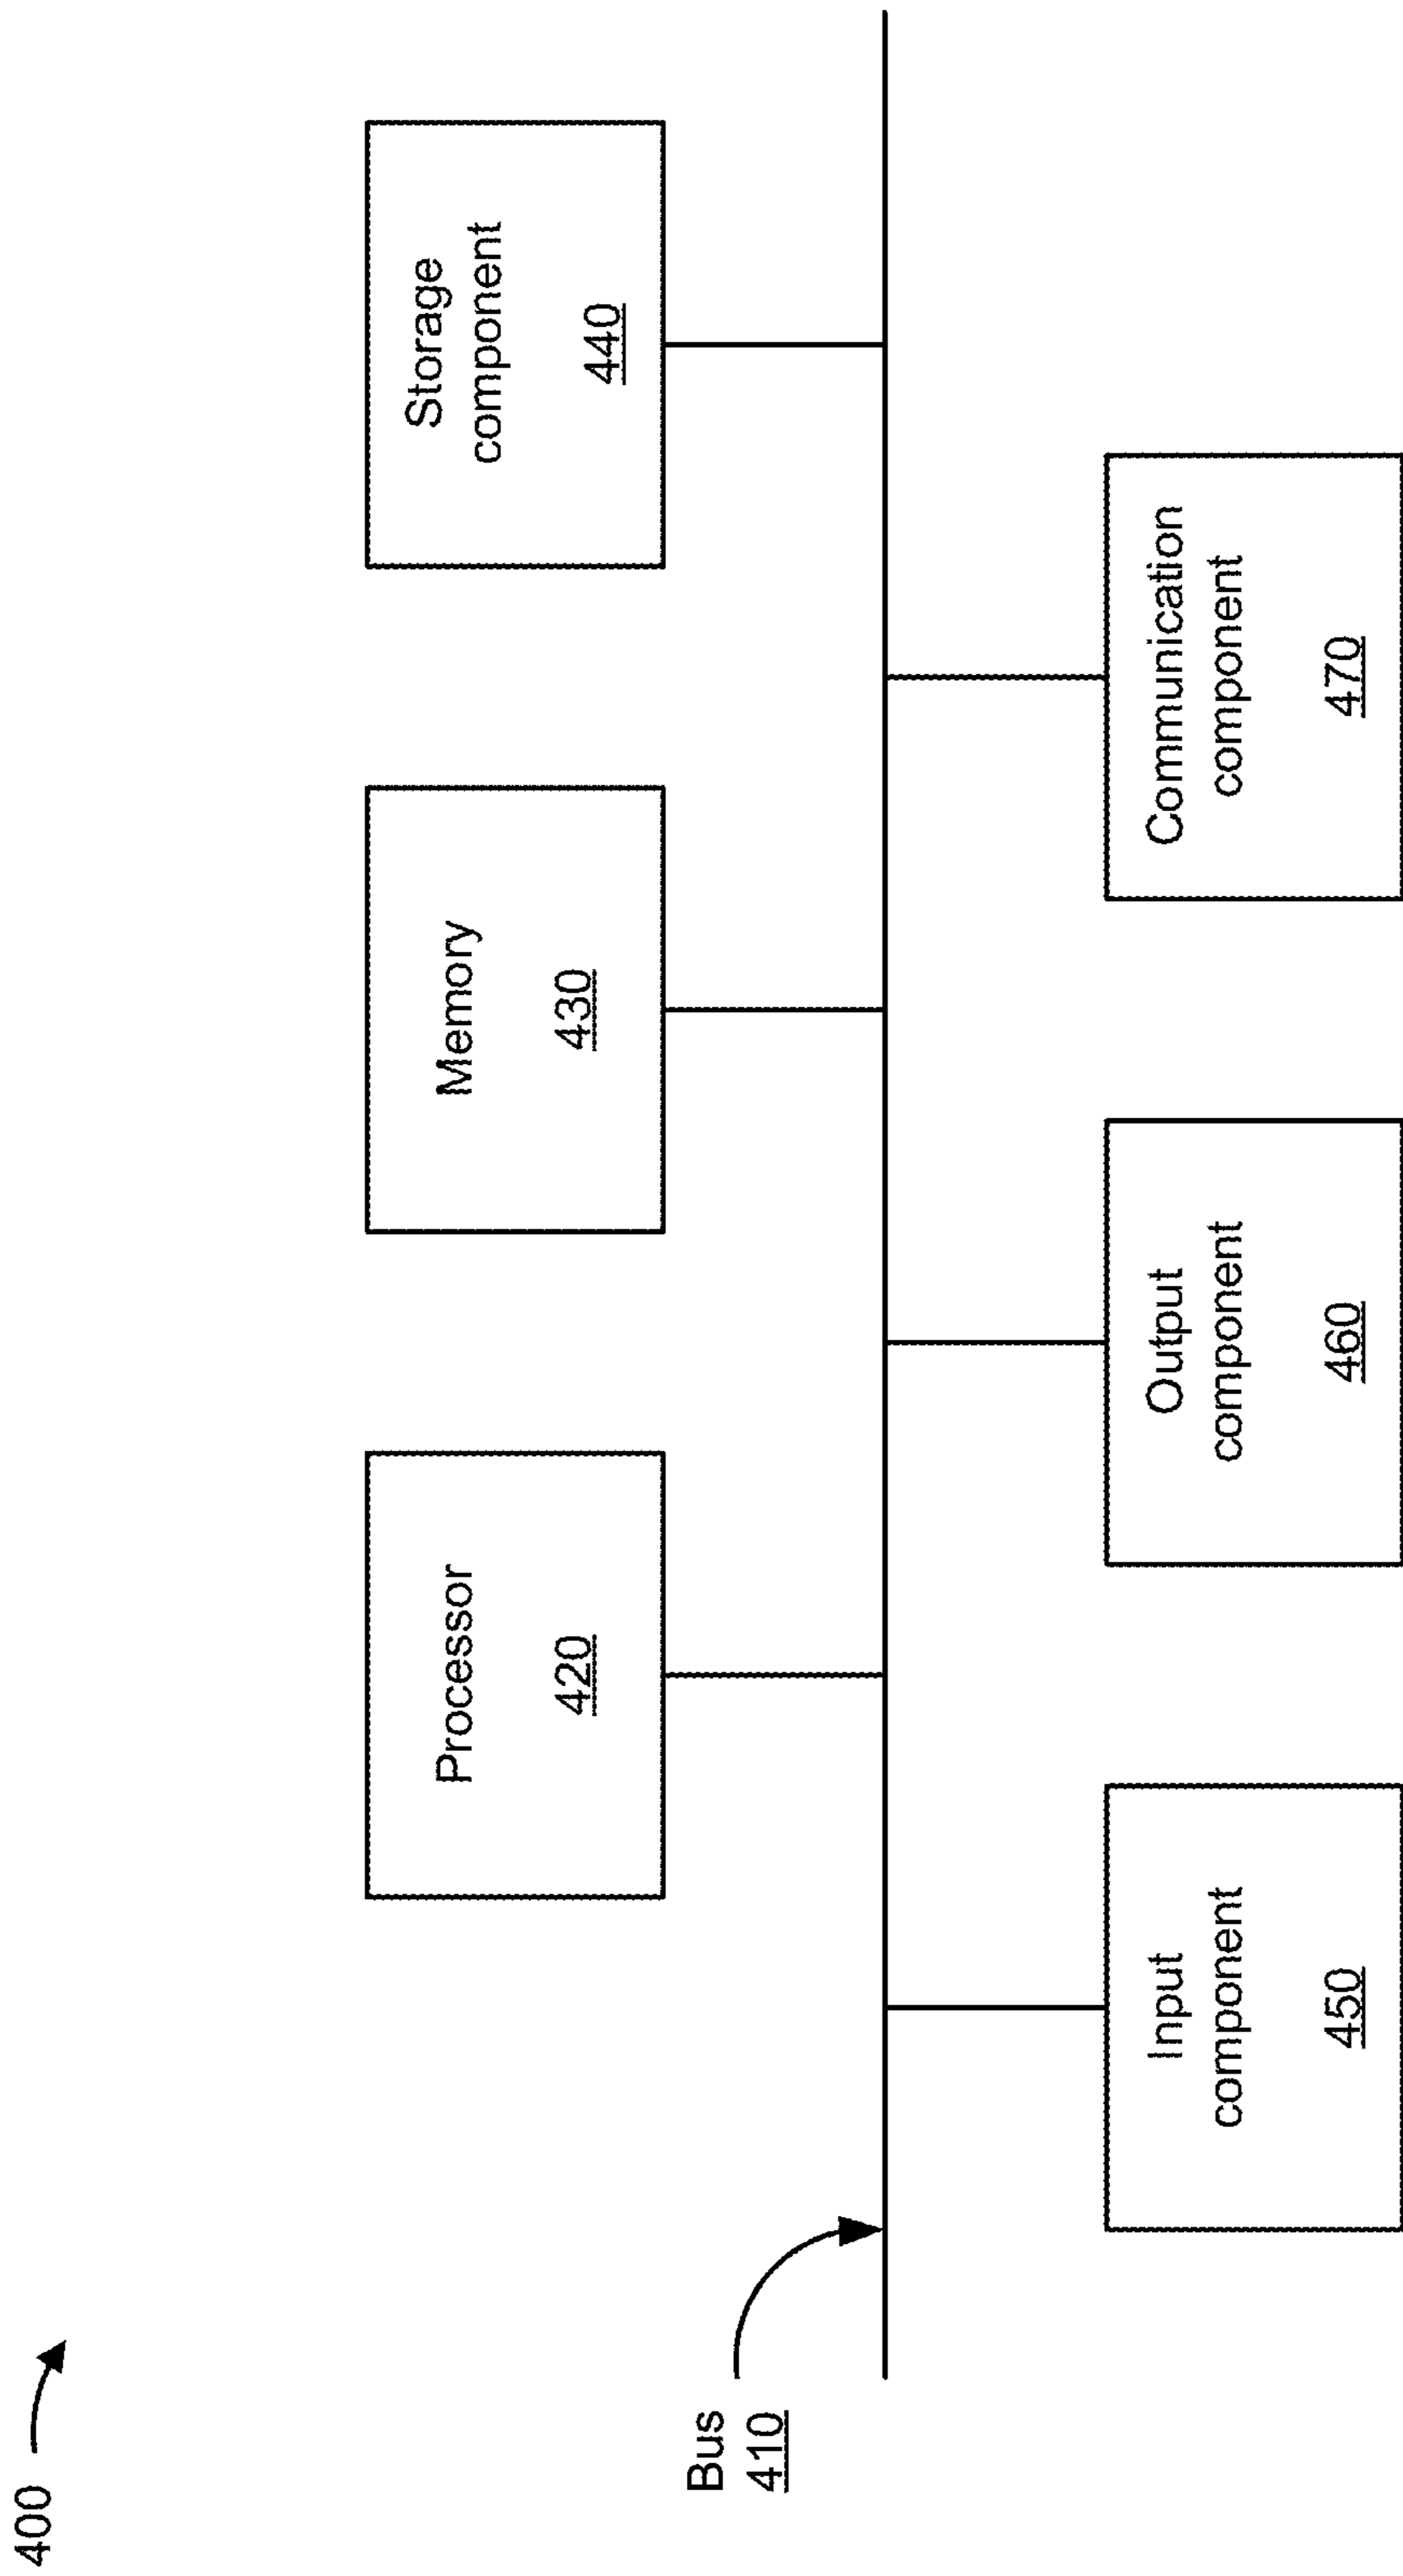 400
Processor
420
Memory
430
Storage
component
440
Bus
410
Input
component
450
Output
component
460
Communication
component
470